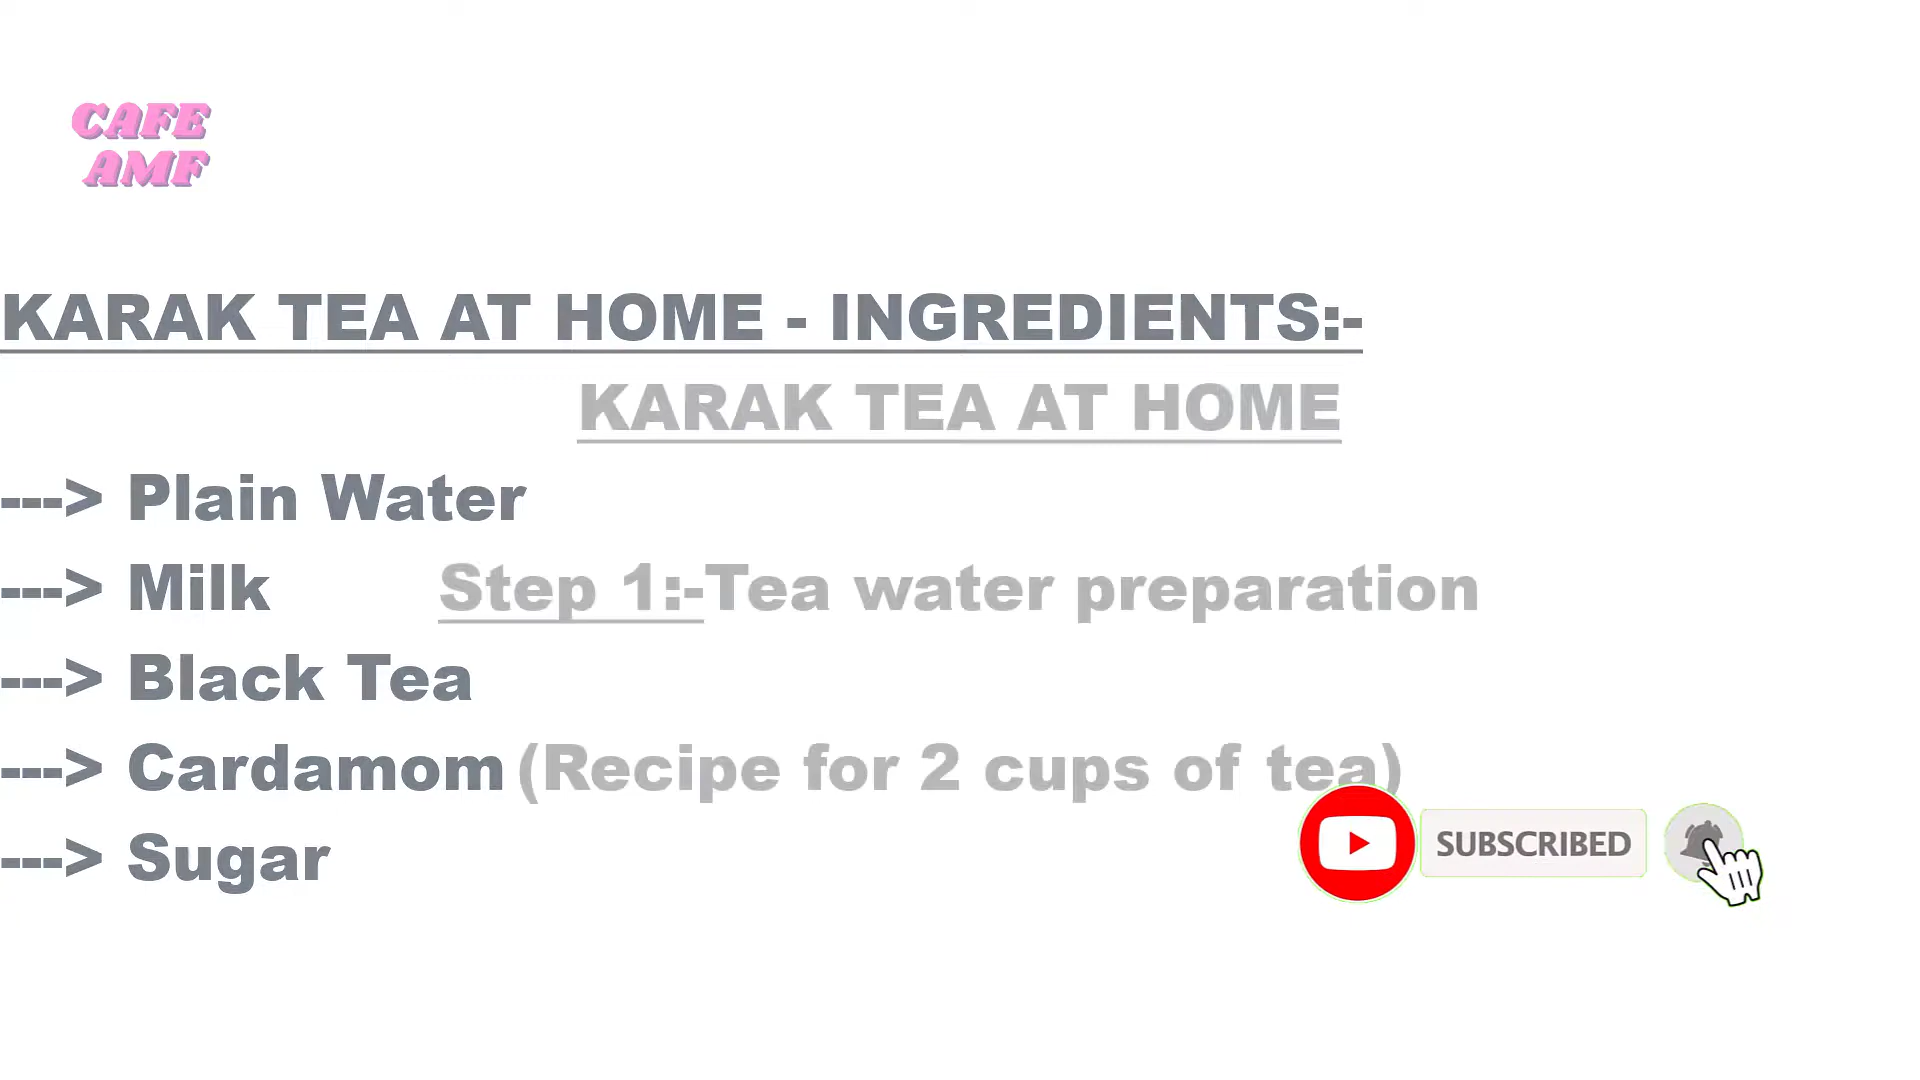 CAFE
AMF
KARAK TEA AT HOME - INGREDIENTS:-
KARAK TEA AT HOME
---> Plain Water
---> Milk
Step 1:-Tea water preparation
---> Black Tea
---> Cardamom
(Recipe for 2 cups of tea)
---> Sugar
SUBSCRIBED